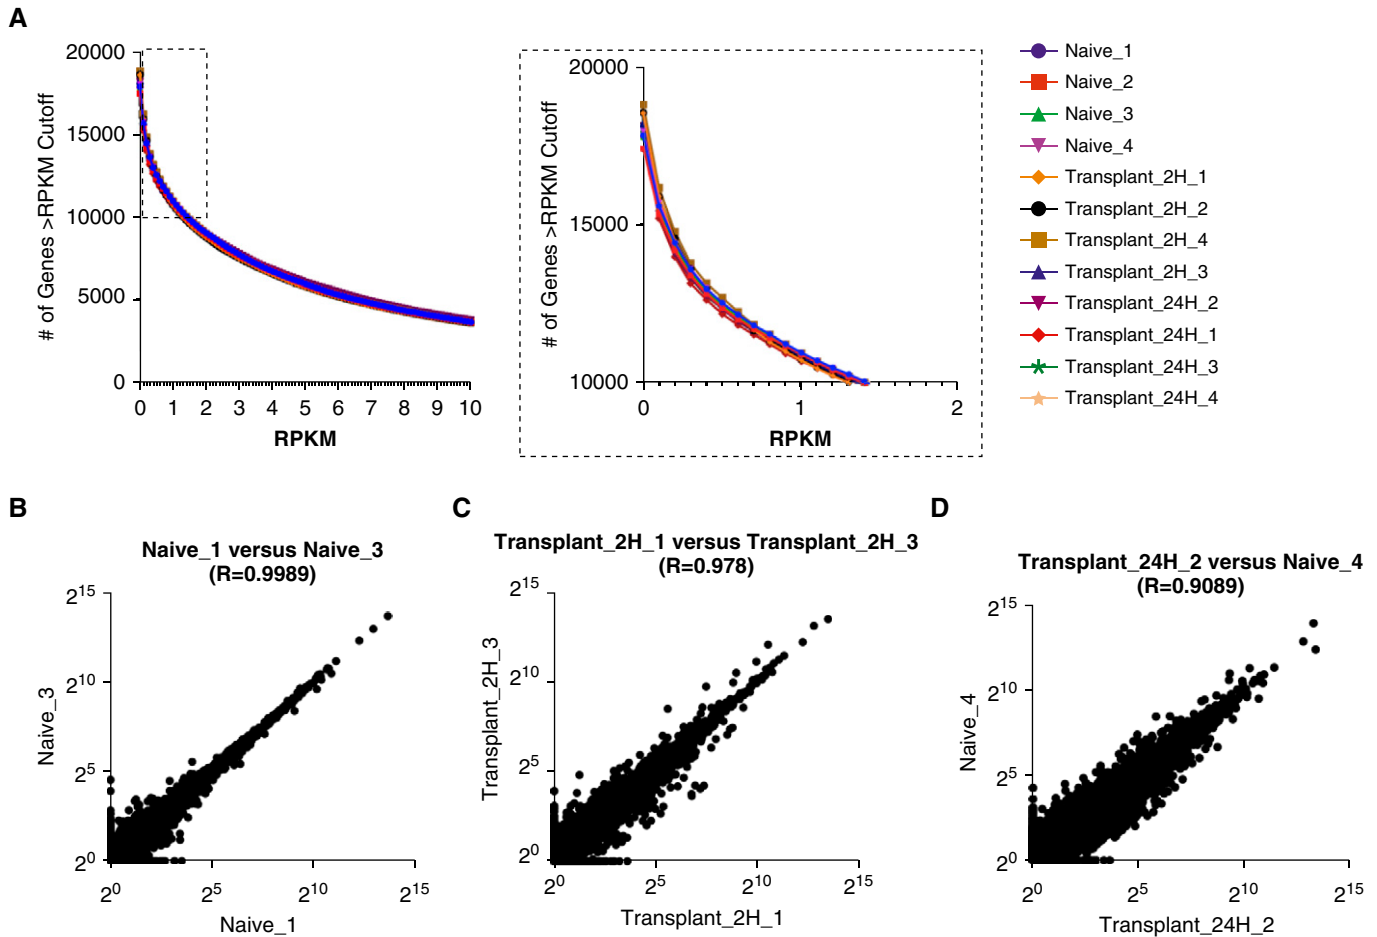 A
# of Genes >RPKM Cutoff
20000
15000
10000
5000
0
0 1 2 3 4 5 6 7 8 9 10
RPKM
# of Genes >RPKM Cutoff
20000
15000
10000
0 1 2
RPKM
Naive_1
Naive_2
Naive_3
Naive_4
Transplant_2H_1
Transplant_2H_2
Transplant_2H_4
Transplant_2H_3
Transplant_24H_2
Transplant_24H_1
Transplant_24H_3
Transplant_24H_4
B
Naive_1 versus Naive_3
(R=0.9989)
Naive_3
2^15
2^10
2^5
2^0
2^0 2^5 2^10 2^15
Naive_1
C
Transplant_2H_1 versus Transplant_2H_3
(R=0.978)
Transplant_2H_3
2^15
2^10
2^5
2^0
2^0 2^5 2^10 2^15
Transplant_2H_1
D
Transplant_24H_2 versus Naive_4
(R=0.9089)
Naive_4
2^15
2^10
2^5
2^0
2^0 2^5 2^10 2^15
Transplant_24H_2